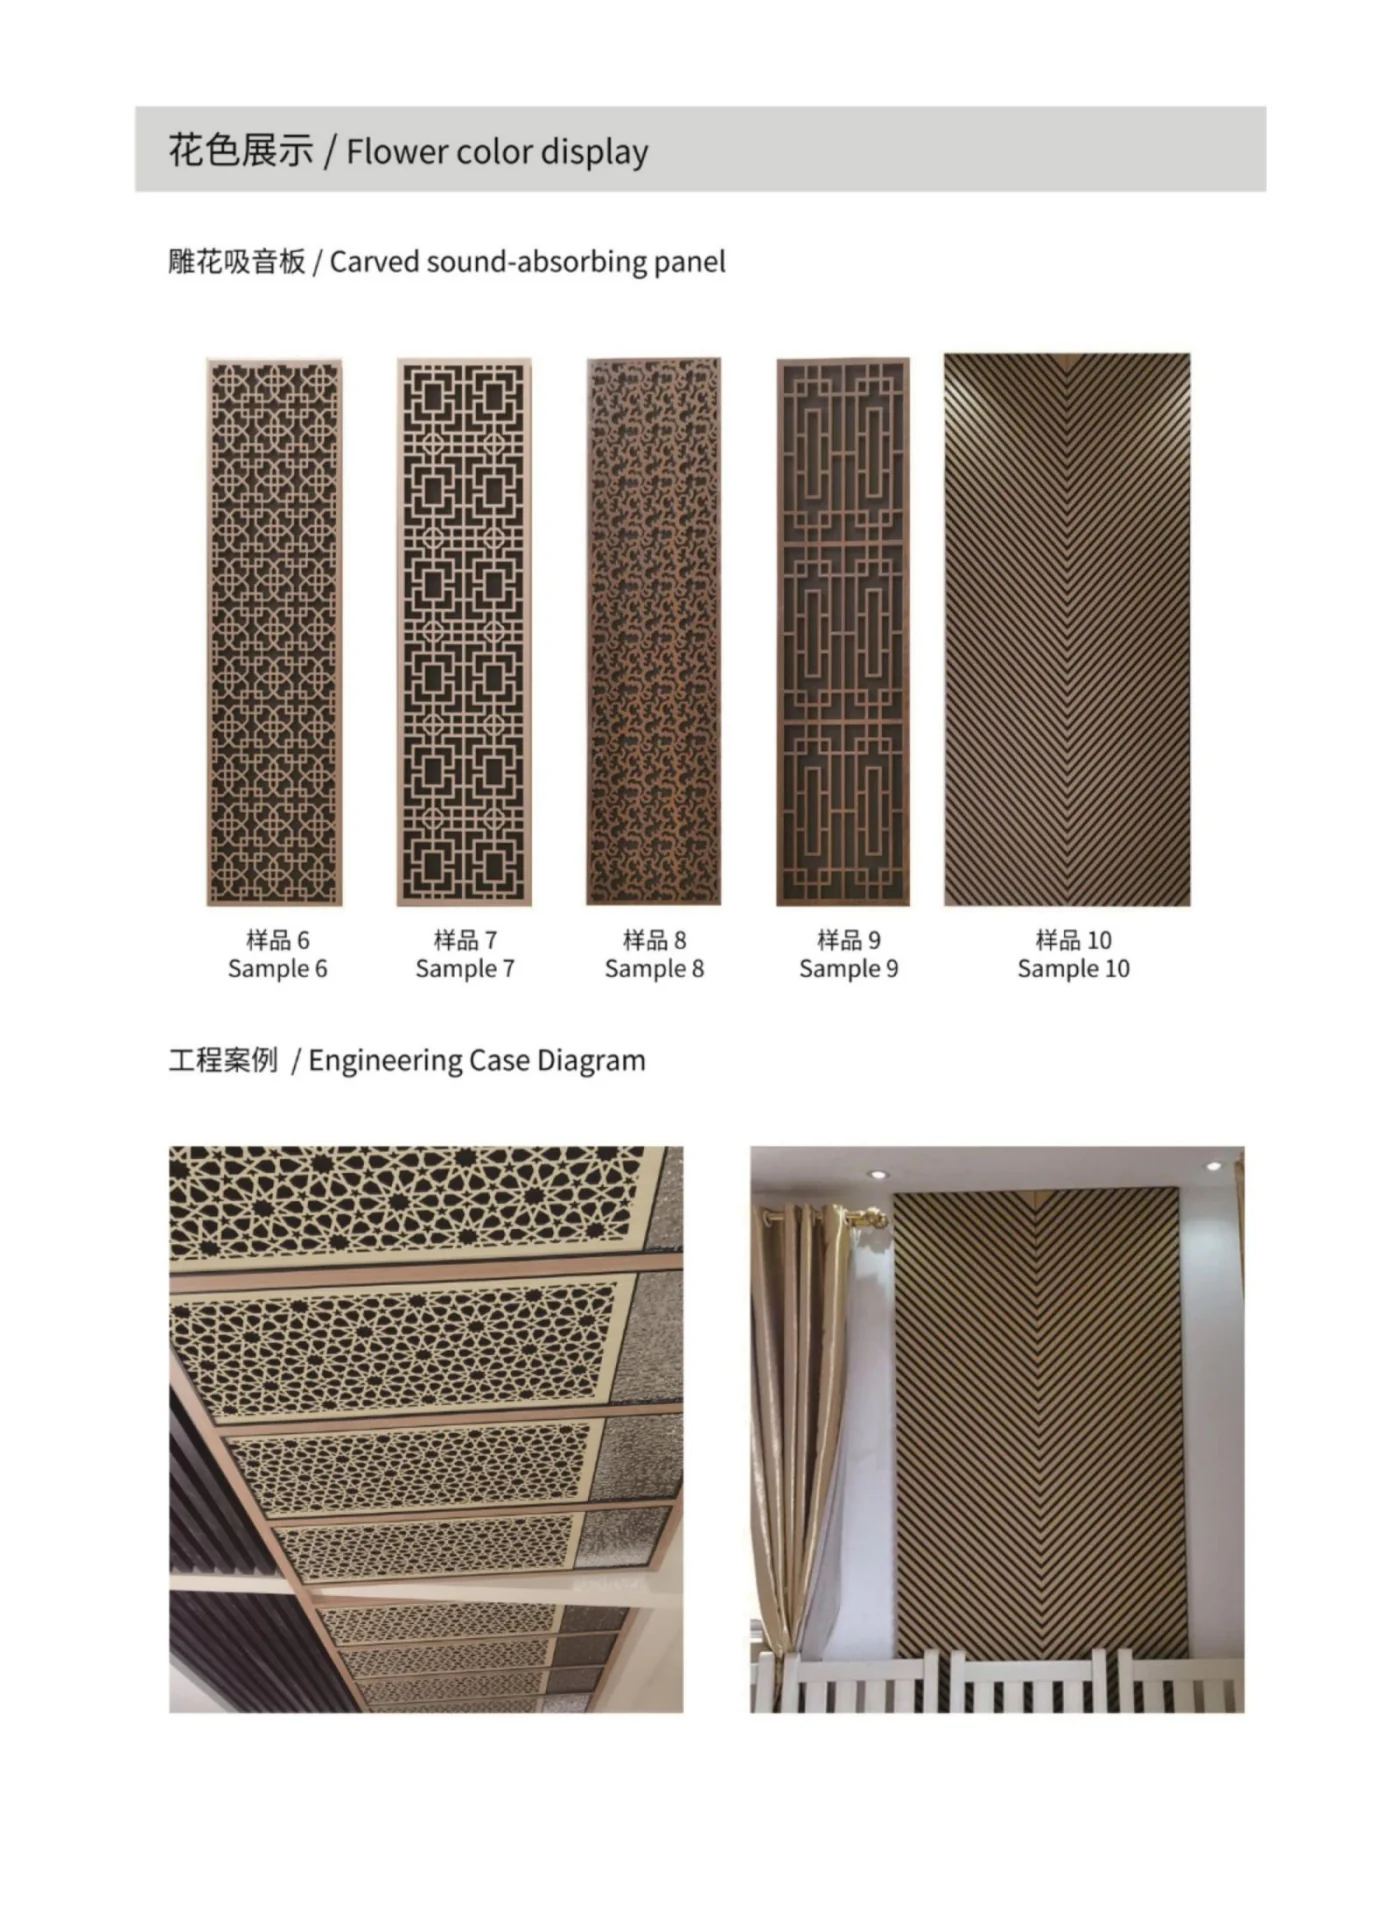 花色展示 / Flower color display
雕花吸音板 / Carved sound-absorbing panel
样品 6
Sample 6
样品 7
Sample 7
样品 8
Sample 8
样品 9
Sample 9
样品 10
Sample 10
工程案例 / Engineering Case Diagram